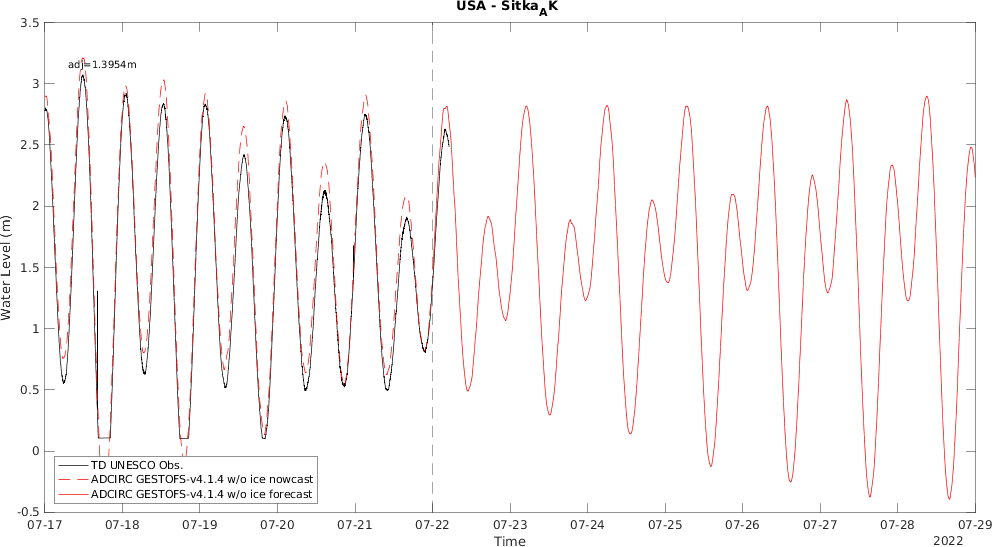 USA - Sitka_AK
3.5
3
2.5
2
1.5
1
0.5
0
-0.5
Water Level (m)
adj=1.3954m
TD UNESCO Obs.
ADCIRC GESTOFS-v4.1.4 w/o ice nowcast
ADCIRC GESTOFS-v4.1.4 w/o ice forecast
07-17 07-18 07-19 07-20 07-21 07-22 07-23 07-24 07-25 07-26 07-27 07-28 07-29
Time
2022